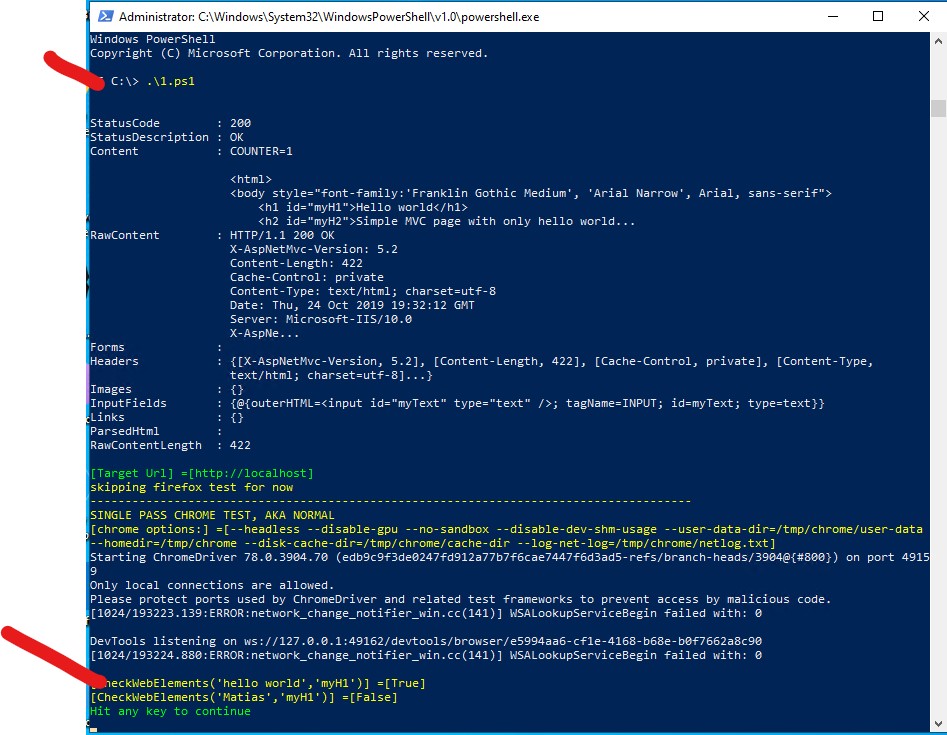 Administrator: C:\Windows\System32\WindowsPowerShell\v1.0\powershell.exe
Windows PowerShell
Copyright (C) Microsoft Corporation. All rights reserved.
C:\> .\1.ps1
StatusCode        : 200
StatusDescription : OK
Content           : COUNTER=1
<html>
<body style="font-family:'Franklin Gothic Medium', 'Arial Narrow', Arial, sans-serif">
<h1 id="myH1">Hello world</h1>
<h2 id="myH2">Simple MVC page with only hello world...
RawContent        : HTTP/1.1 200 OK
X-AspNetMvc-Version: 5.2
Content-Length: 422
Cache-Control: private
Content-Type: text/html; charset=utf-8
Date: Thu, 24 Oct 2019 19:32:12 GMT
Server: Microsoft-IIS/10.0
X-AspNe...
Forms             :
Headers           : {[X-AspNetMvc-Version, 5.2], [Content-Length, 422], [Cache-Control, private], [Content-Type,
text/html; charset=utf-8]...}
Images            : {}
InputFields       : {@{outerHTML=<input id="myText" type="text" />; tagName=INPUT; id=myText; type=text}}
Links             : {}
ParsedHtml        :
RawContentLength  : 422
[Target Url] =[http://localhost]
skipping firefox test for now
--------------------------------------------------------------------------------------
SINGLE PASS CHROME TEST, AKA NORMAL
[chrome options:] =[--headless --disable-gpu --no-sandbox --disable-dev-shm-usage --user-data-dir=/tmp/chrome/user-data
--homedir=/tmp/chrome --disk-cache-dir=/tmp/chrome/cache-dir --log-net-log=/tmp/chrome/netlog.txt]
Starting ChromeDriver 78.0.3904.70 (edb9c9f3de0247fd912a77b7f6cae7447f6d3ad5-refs/branch-heads/3904@{#800}) on port 4915
9
Only local connections are allowed.
Please protect ports used by ChromeDriver and related test frameworks to prevent access by malicious code.
[1024/193223.139:ERROR:network_change_notifier_win.cc(141)] WSALookupServiceBegin failed with: 0
DevTools listening on ws://127.0.0.1:49162/devtools/browser/e5994aa6-cf1e-4168-b68e-b0f7662a8c90
[1024/193224.880:ERROR:network_change_notifier_win.cc(141)] WSALookupServiceBegin failed with: 0
[CheckWebElements('hello world','myH1')] =[True]
[CheckWebElements('Matias','myH1')] =[False]
Hit any key to continue